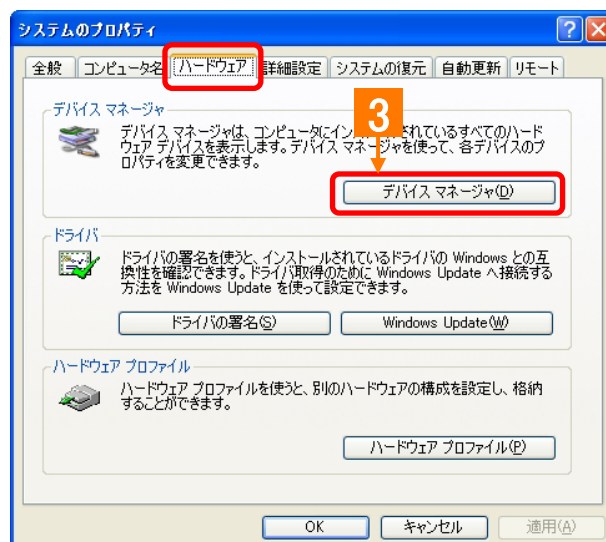 システムのプロパティ
全般 コンピュータ名 ハードウェア 詳細設定 システムの復元 自動更新 リモート
デバイス マネージャ
3
デバイス マネージャは、コンピュータにインされているすべてのハード
ウェア デバイスを表示します。デバイス マネージャを使って、各デバイスのプ
ロパティを変更できます。
デバイス マネージャ(D)
ドライバ
ドライバの署名を使うと、インストールされているドライバの Windows との互
換性を確認できます。ドライバ取得のために Windows Update へ接続する
方法を Windows Update を使って設定できます。
ドライバの署名(S) Windows Update(W)
ハードウェア プロファイル
ハードウェア プロファイルを使うと、別のハードウェアの構成を設定し、格納
することができます。
ハードウェア プロファイル(P)
OK キャンセル 適用(A)